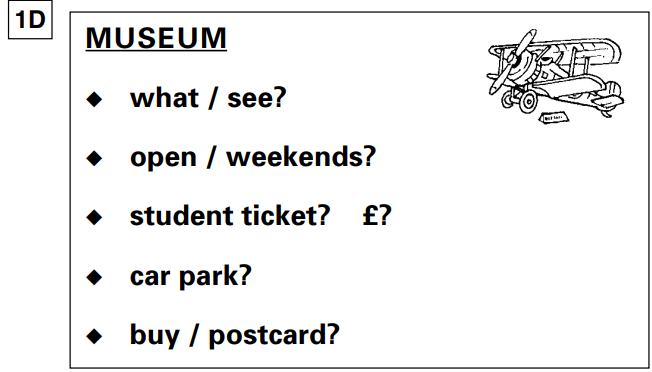 1D
MUSEUM
◆ what / see?
◆ open / weekends?
◆ student ticket? £?
◆ car park?
◆ buy / postcard?